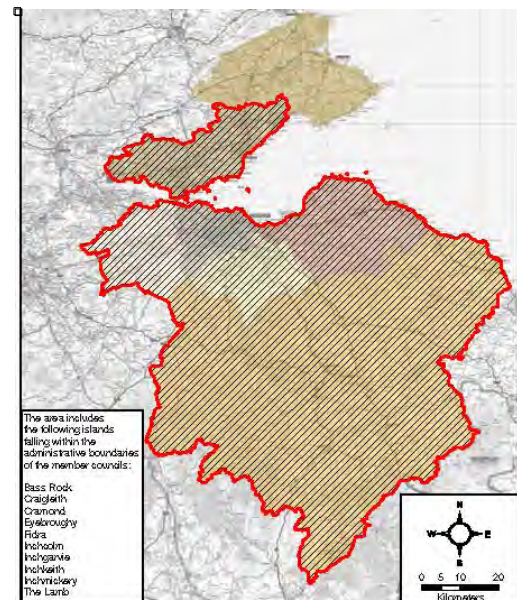 The area includes
the following islands
falling within the
administrative boundaries
of the member councils:
Bass Rock
Craigleith
Cramond
Eyebroughy
Fidra
Inchcolm
Inchgarvie
Inchkeith
Inchmickery
The Lamb
N
W E
S
0 5 10 20
Kilometers